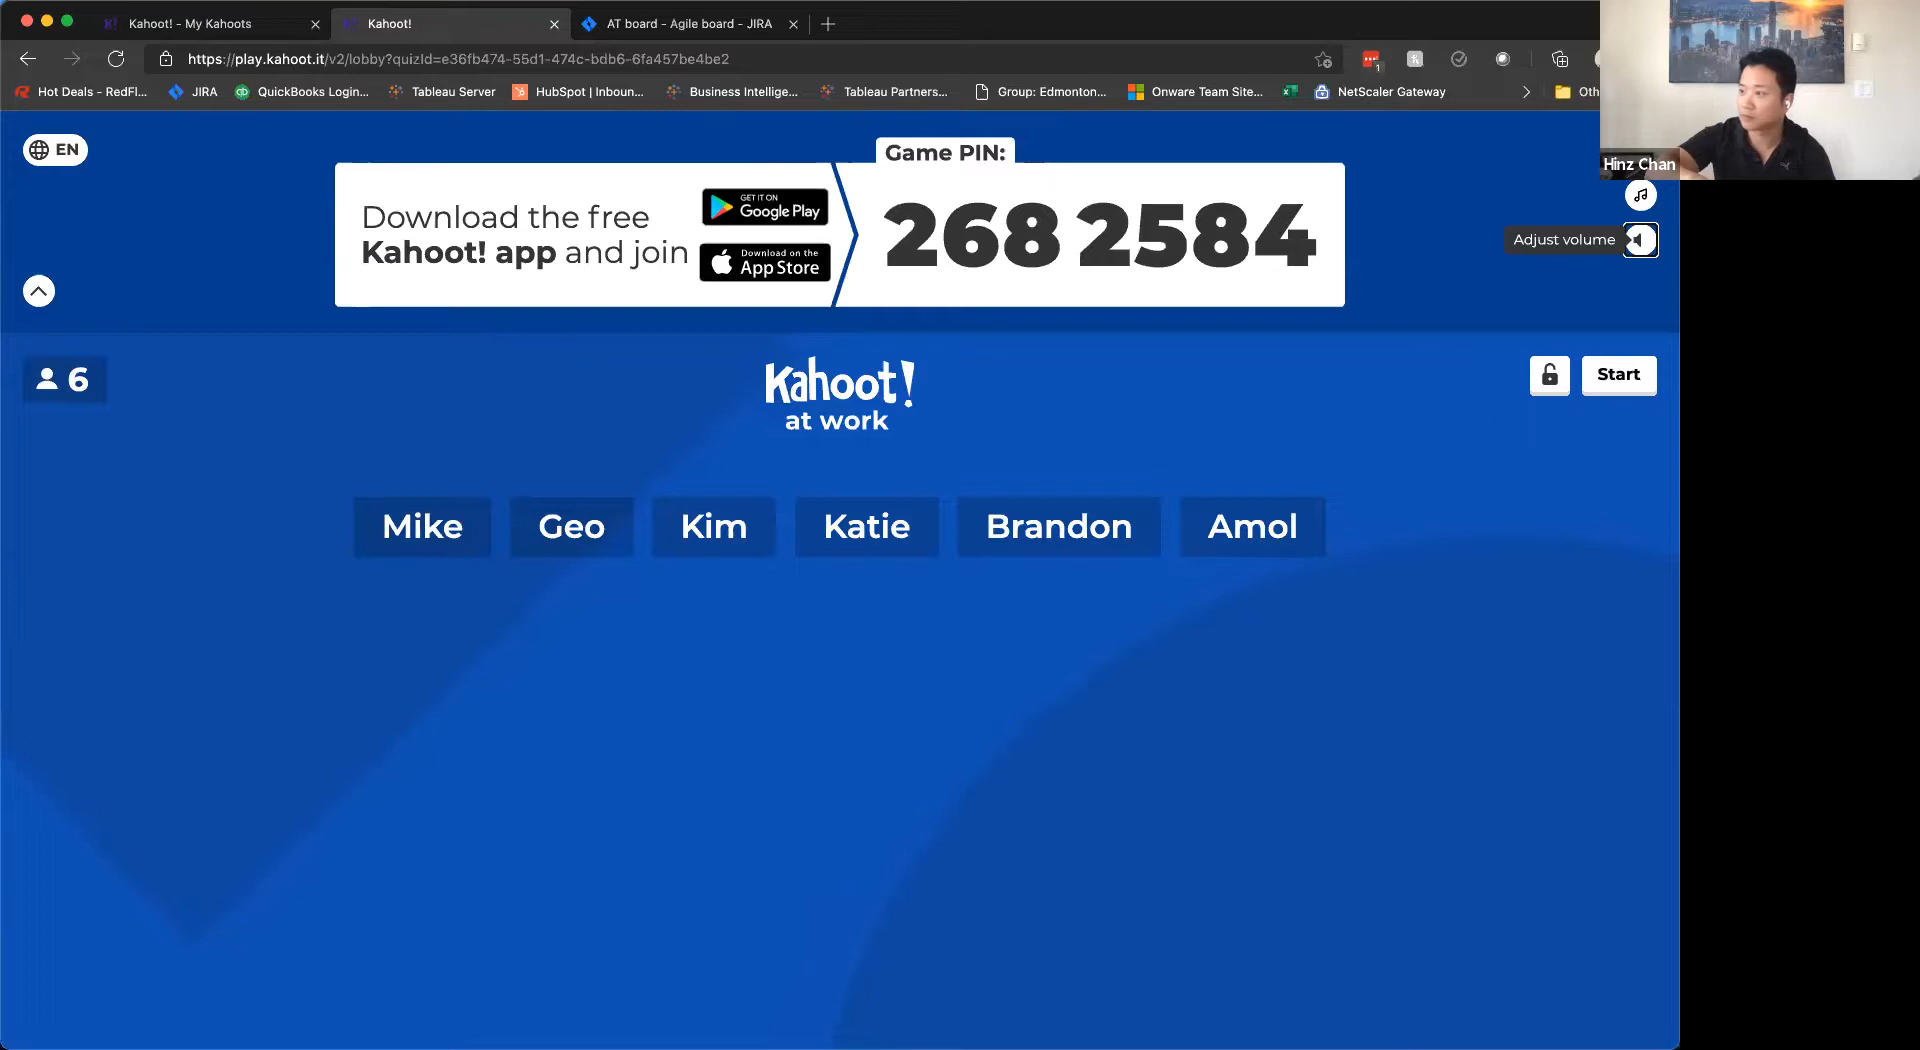 Kahoot! - My Kahoots
Kahoot!
AT board - Agile board - JIRA
https://play.kahoot.it/v2/lobby?quizId=e36fb474-55d1-474c-bdb6-6fa457be4be2
1
Hot Deals - RedFl...
JIRA
QuickBooks Login...
Tableau Server
HubSpot | Inboun...
Business Intellige...
Tableau Partners...
Group: Edmonton...
Onware Team Site...
NetScaler Gateway
Oth
Hinz Chan
EN
Game PIN:
Download the free
Kahoot! app and join
GET IT ON
Google Play
Download on the
App Store
268 2584
Adjust volume
6
Kahoot!
at work
Start
Mike
Geo
Kim
Katie
Brandon
Amol